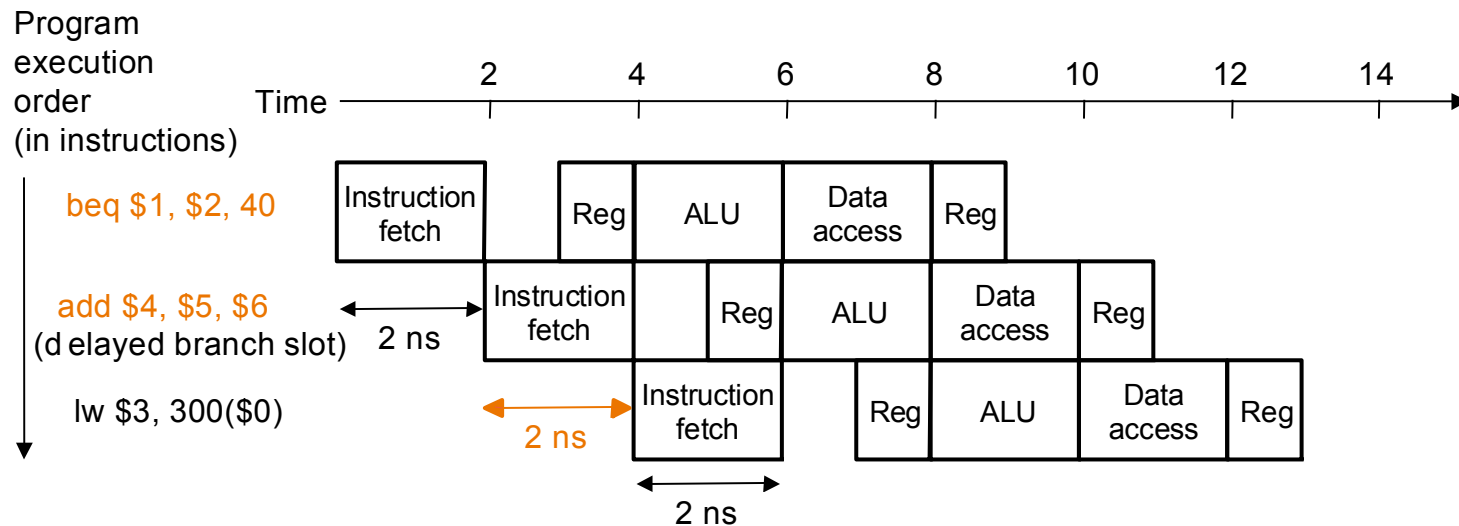 Program
execution
order
(in instructions)
Time
2 4 6 8 10 12 14
beq $1, $2, 40
Instruction
fetch
Reg
ALU
Data
access
Reg
add $4, $5, $6
(d elayed branch slot)
2 ns
Instruction
fetch
Reg
ALU
Data
access
Reg
lw $3, 300($0)
2 ns
Instruction
fetch
Reg
ALU
Data
access
Reg
2 ns